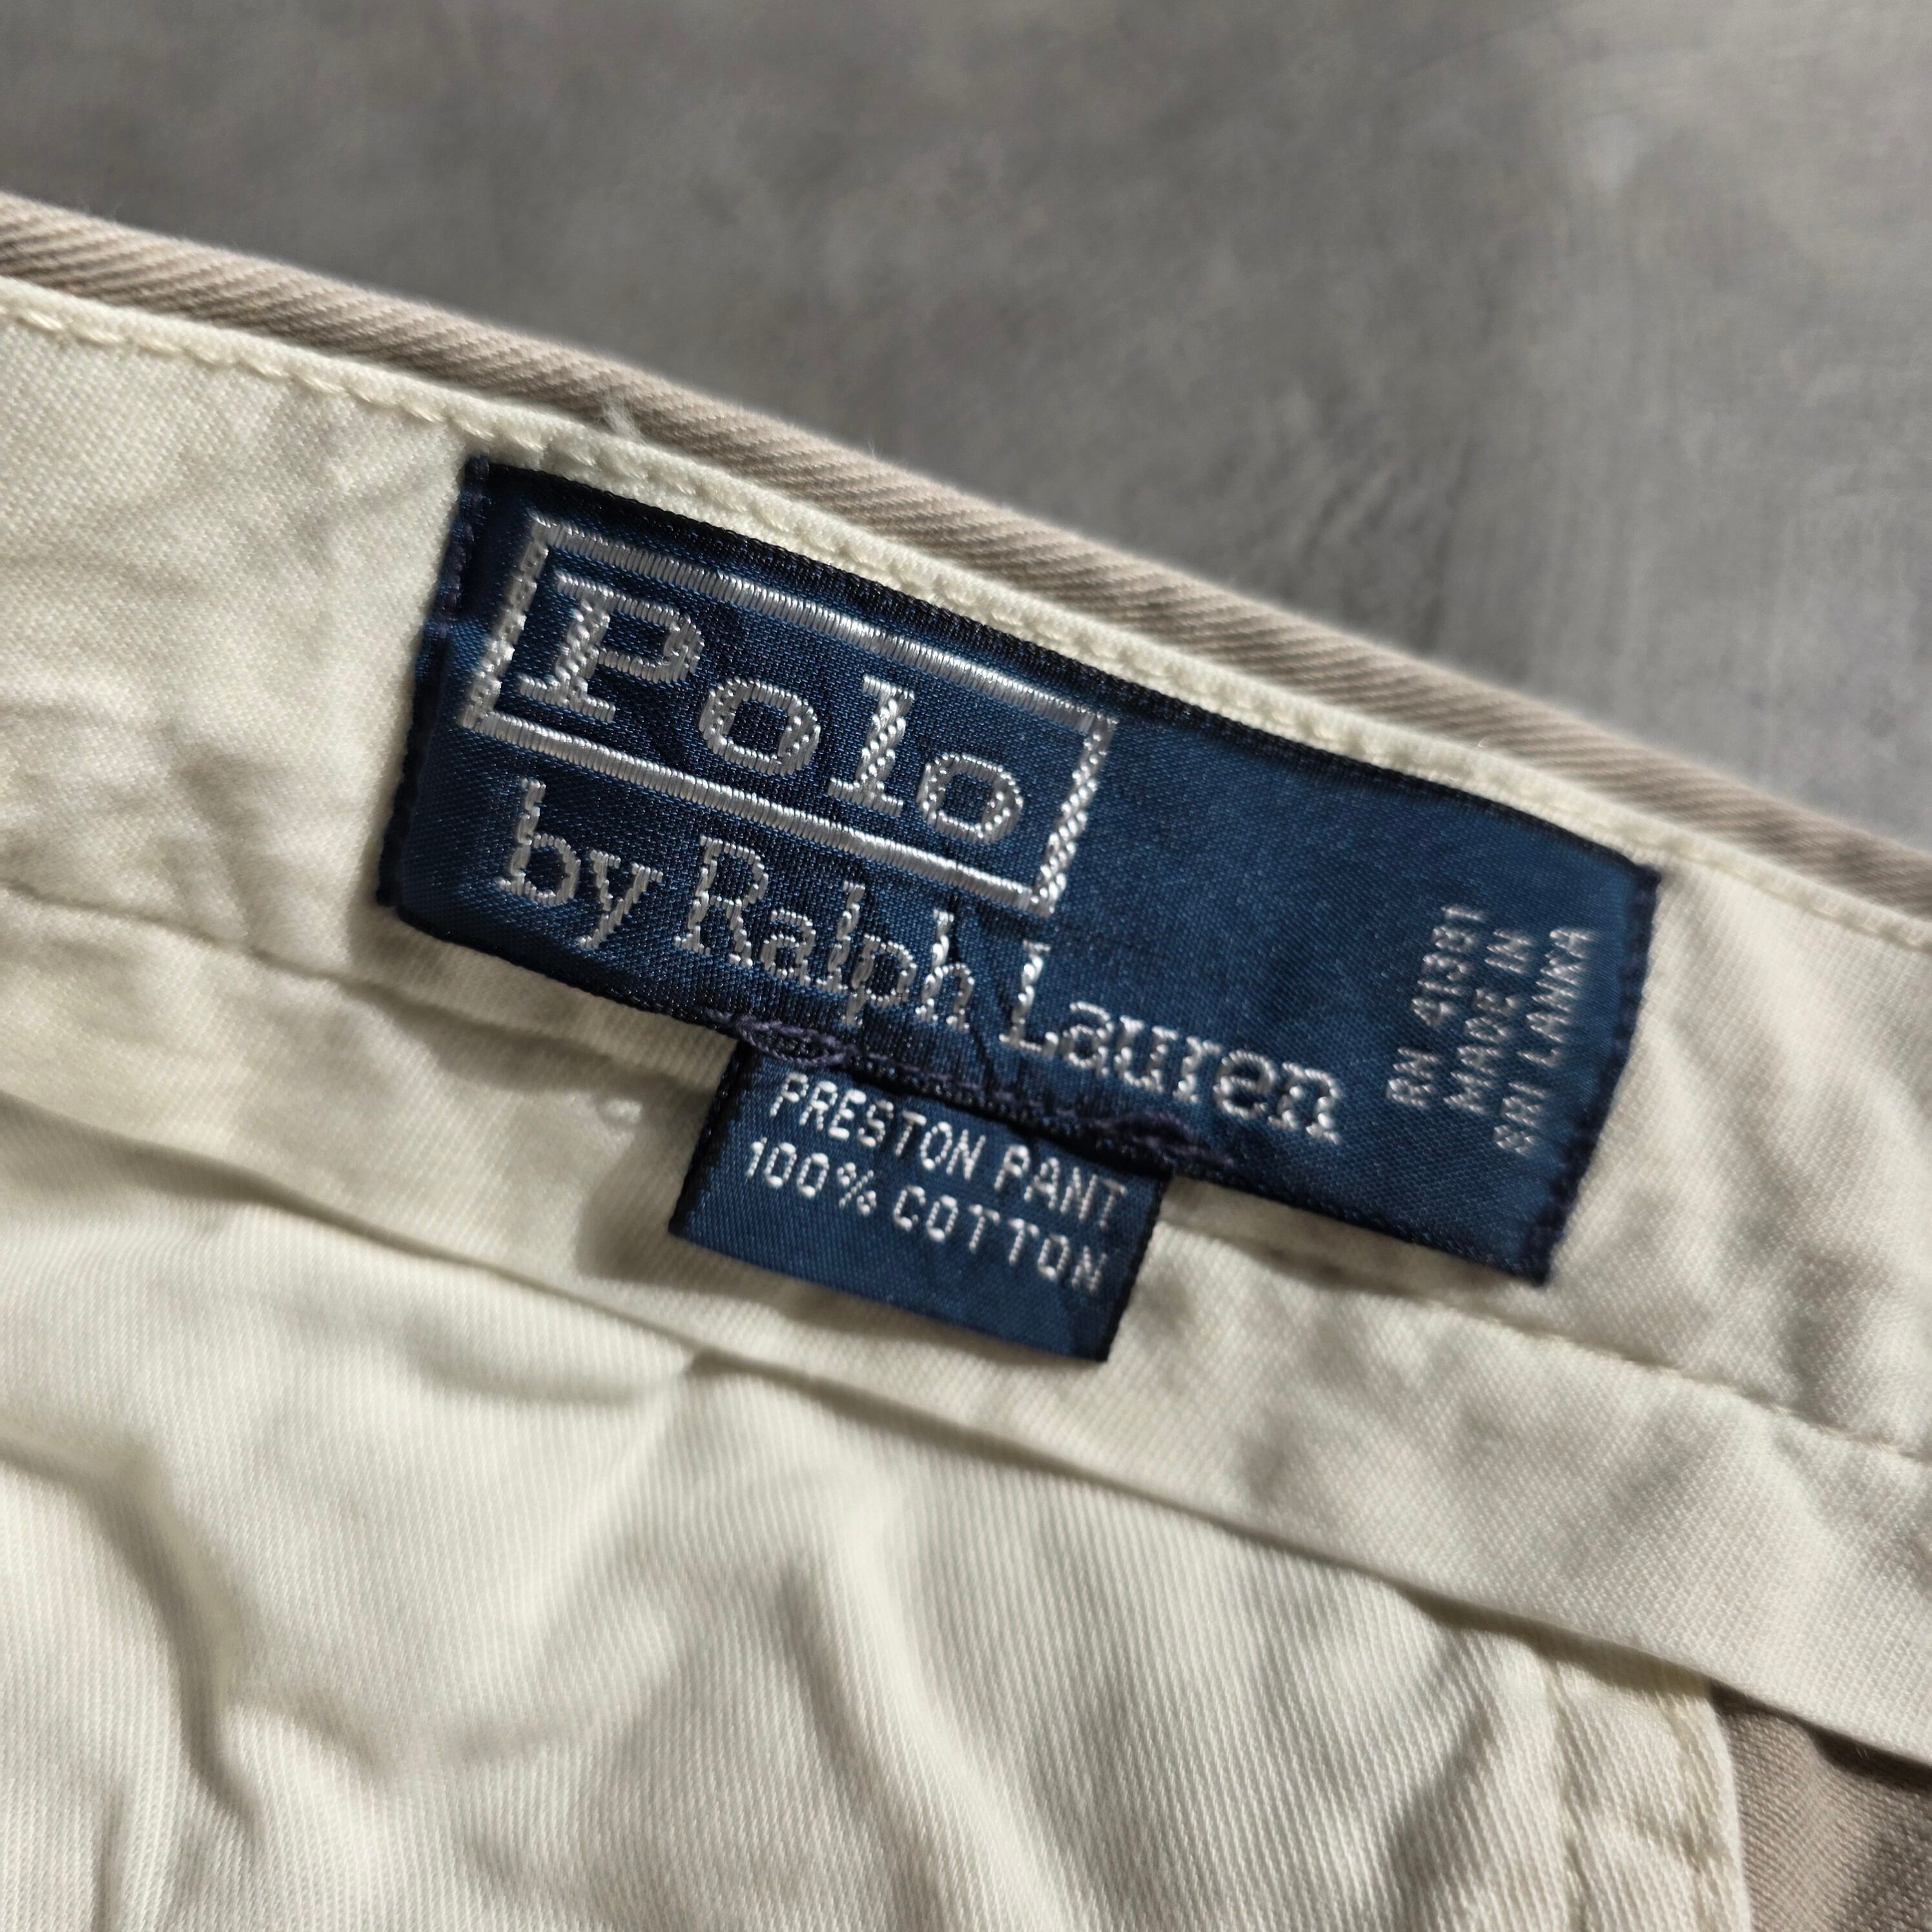 Polo
by Ralph Lauren
RN 41381
MADE IN
SRI LANKA
PRESTON PANT
100% COTTON